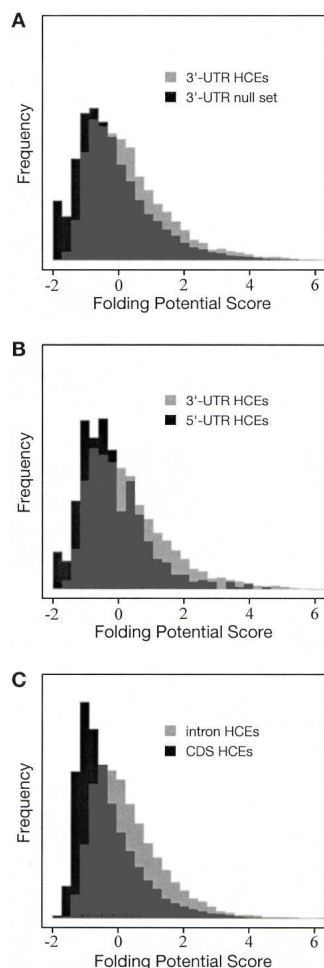 A
3'-UTR HCEs
3'-UTR null set
Frequency
-2 0 2 4 6
Folding Potential Score
B
3'-UTR HCEs
5'-UTR HCEs
Frequency
-2 0 2 4 6
Folding Potential Score
C
intron HCEs
CDS HCEs
Frequency
-2 0 2 4 6
Folding Potential Score